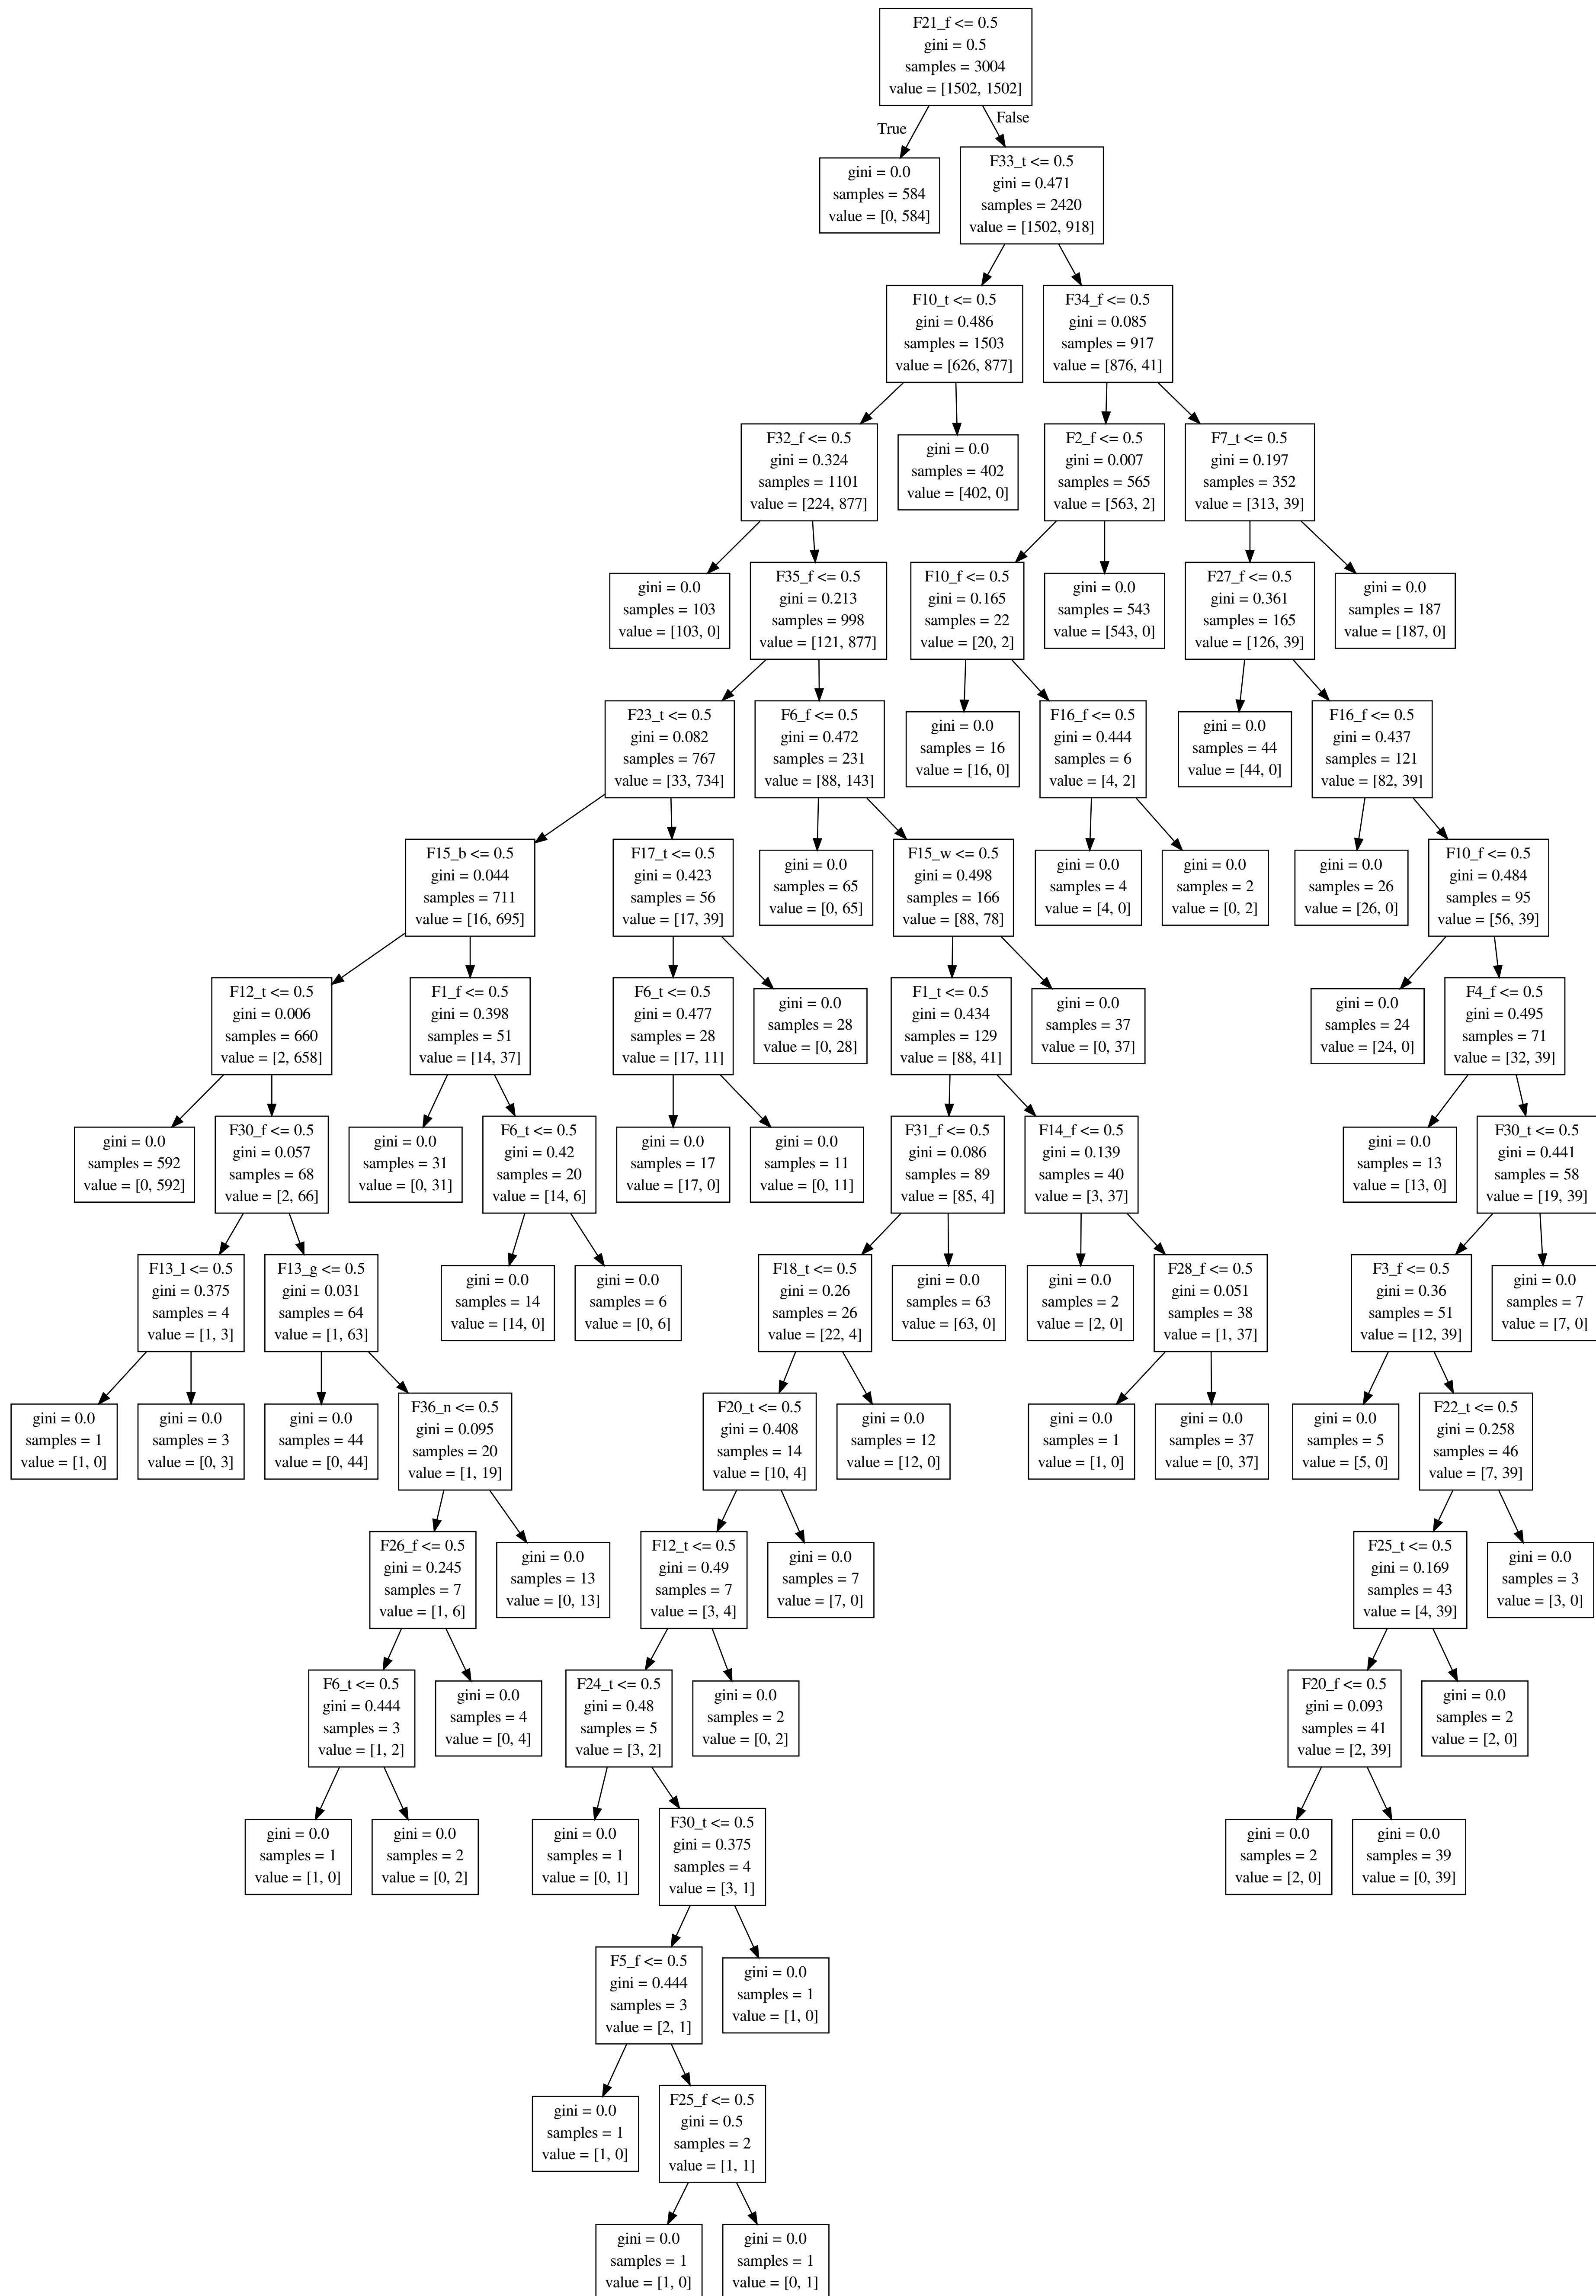 F21_f <= 0.5
gini = 0.5
samples = 3004
value = [1502, 1502]
True
False
gini = 0.0
samples = 584
value = [0, 584]
F33_t <= 0.5
gini = 0.471
samples = 2420
value = [1502, 918]
F10_t <= 0.5
gini = 0.486
samples = 1503
value = [626, 877]
F34_f <= 0.5
gini = 0.085
samples = 917
value = [876, 41]
F32_f <= 0.5
gini = 0.324
samples = 1101
value = [224, 877]
gini = 0.0
samples = 402
value = [402, 0]
F2_f <= 0.5
gini = 0.007
samples = 565
value = [563, 2]
F7_t <= 0.5
gini = 0.197
samples = 352
value = [313, 39]
gini = 0.0
samples = 103
value = [103, 0]
F35_f <= 0.5
gini = 0.213
samples = 998
value = [121, 877]
F10_f <= 0.5
gini = 0.165
samples = 22
value = [20, 2]
gini = 0.0
samples = 543
value = [543, 0]
F27_f <= 0.5
gini = 0.361
samples = 165
value = [126, 39]
gini = 0.0
samples = 187
value = [187, 0]
F23_t <= 0.5
gini = 0.082
samples = 767
value = [33, 734]
F6_f <= 0.5
gini = 0.472
samples = 231
value = [88, 143]
gini = 0.0
samples = 16
value = [16, 0]
F16_f <= 0.5
gini = 0.444
samples = 6
value = [4, 2]
gini = 0.0
samples = 44
value = [44, 0]
F16_f <= 0.5
gini = 0.437
samples = 121
value = [82, 39]
F15_b <= 0.5
gini = 0.044
samples = 711
value = [16, 695]
F17_t <= 0.5
gini = 0.423
samples = 56
value = [17, 39]
gini = 0.0
samples = 65
value = [0, 65]
F15_w <= 0.5
gini = 0.498
samples = 166
value = [88, 78]
gini = 0.0
samples = 4
value = [4, 0]
gini = 0.0
samples = 2
value = [0, 2]
gini = 0.0
samples = 26
value = [26, 0]
F10_f <= 0.5
gini = 0.484
samples = 95
value = [56, 39]
F12_t <= 0.5
gini = 0.006
samples = 660
value = [2, 658]
F1_f <= 0.5
gini = 0.398
samples = 51
value = [14, 37]
F6_t <= 0.5
gini = 0.477
samples = 28
value = [17, 11]
gini = 0.0
samples = 28
value = [0, 28]
F1_t <= 0.5
gini = 0.434
samples = 129
value = [88, 41]
gini = 0.0
samples = 37
value = [0, 37]
gini = 0.0
samples = 24
value = [24, 0]
F4_f <= 0.5
gini = 0.495
samples = 71
value = [32, 39]
gini = 0.0
samples = 592
value = [0, 592]
F30_f <= 0.5
gini = 0.057
samples = 68
value = [2, 66]
gini = 0.0
samples = 31
value = [0, 31]
F6_t <= 0.5
gini = 0.42
samples = 20
value = [14, 6]
gini = 0.0
samples = 17
value = [17, 0]
gini = 0.0
samples = 11
value = [0, 11]
F31_f <= 0.5
gini = 0.086
samples = 89
value = [85, 4]
F14_f <= 0.5
gini = 0.139
samples = 40
value = [3, 37]
gini = 0.0
samples = 13
value = [13, 0]
F30_t <= 0.5
gini = 0.441
samples = 58
value = [19, 39]
F13_l <= 0.5
gini = 0.375
samples = 4
value = [1, 3]
F13_g <= 0.5
gini = 0.031
samples = 64
value = [1, 63]
gini = 0.0
samples = 14
value = [14, 0]
gini = 0.0
samples = 6
value = [0, 6]
F18_t <= 0.5
gini = 0.26
samples = 26
value = [22, 4]
gini = 0.0
samples = 63
value = [63, 0]
gini = 0.0
samples = 2
value = [2, 0]
F28_f <= 0.5
gini = 0.051
samples = 38
value = [1, 37]
F3_f <= 0.5
gini = 0.36
samples = 51
value = [12, 39]
gini = 0.0
samples = 7
value = [7, 0]
gini = 0.0
samples = 1
value = [1, 0]
gini = 0.0
samples = 3
value = [0, 3]
gini = 0.0
samples = 44
value = [0, 44]
F36_n <= 0.5
gini = 0.095
samples = 20
value = [1, 19]
F20_t <= 0.5
gini = 0.408
samples = 14
value = [10, 4]
gini = 0.0
samples = 12
value = [12, 0]
gini = 0.0
samples = 1
value = [1, 0]
gini = 0.0
samples = 37
value = [0, 37]
gini = 0.0
samples = 5
value = [5, 0]
F22_t <= 0.5
gini = 0.258
samples = 46
value = [7, 39]
F26_f <= 0.5
gini = 0.245
samples = 7
value = [1, 6]
gini = 0.0
samples = 13
value = [0, 13]
F12_t <= 0.5
gini = 0.49
samples = 7
value = [3, 4]
gini = 0.0
samples = 7
value = [7, 0]
F25_t <= 0.5
gini = 0.169
samples = 43
value = [4, 39]
gini = 0.0
samples = 3
value = [3, 0]
F6_t <= 0.5
gini = 0.444
samples = 3
value = [1, 2]
gini = 0.0
samples = 4
value = [0, 4]
F24_t <= 0.5
gini = 0.48
samples = 5
value = [3, 2]
gini = 0.0
samples = 2
value = [0, 2]
F20_f <= 0.5
gini = 0.093
samples = 41
value = [2, 39]
gini = 0.0
samples = 2
value = [2, 0]
gini = 0.0
samples = 1
value = [1, 0]
gini = 0.0
samples = 2
value = [0, 2]
gini = 0.0
samples = 1
value = [0, 1]
F30_t <= 0.5
gini = 0.375
samples = 4
value = [3, 1]
gini = 0.0
samples = 2
value = [2, 0]
gini = 0.0
samples = 39
value = [0, 39]
F5_f <= 0.5
gini = 0.444
samples = 3
value = [2, 1]
gini = 0.0
samples = 1
value = [1, 0]
gini = 0.0
samples = 1
value = [1, 0]
F25_f <= 0.5
gini = 0.5
samples = 2
value = [1, 1]
gini = 0.0
samples = 1
value = [1, 0]
gini = 0.0
samples = 1
value = [0, 1]